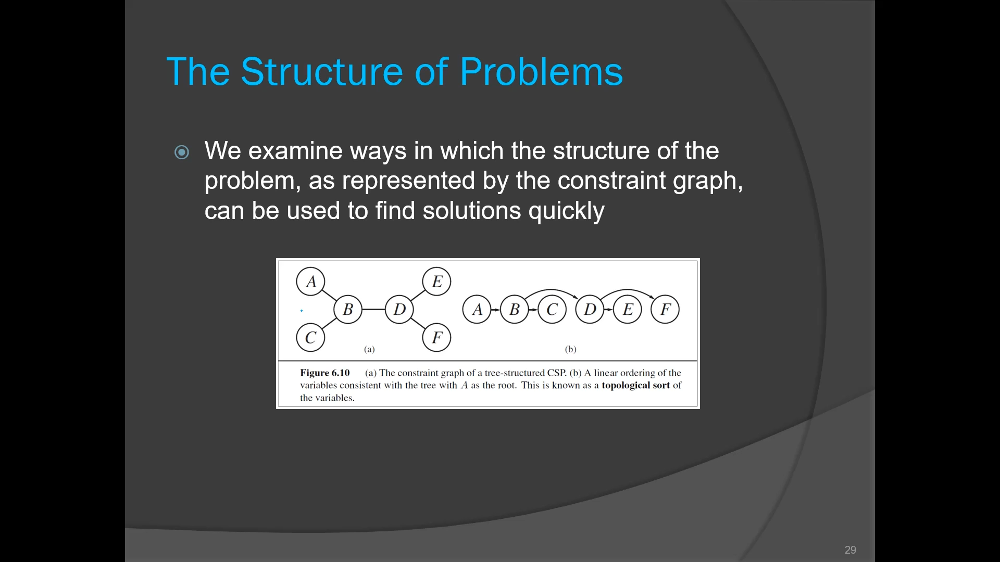 The Structure of Problems
We examine ways in which the structure of the
problem, as represented by the constraint graph,
can be used to find solutions quickly
A
E
B
D
C
F
(a)
A B C D E F
(b)
Figure 6.10 (a) The constraint graph of a tree-structured CSP. (b) A linear ordering of the
variables consistent with the tree with A as the root. This is known as a topological sort of
the variables.
29